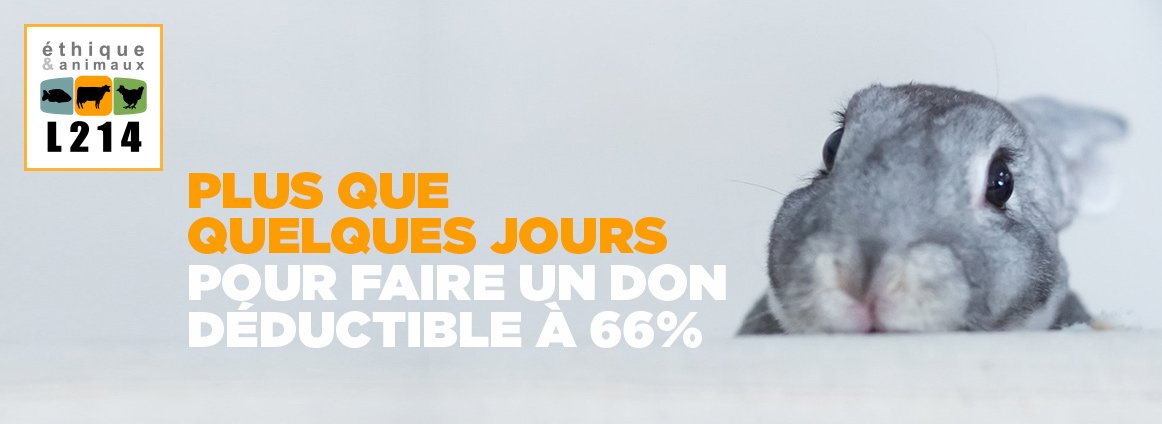 éthique
& animaux
L214
PLUS QUE
QUELQUES JOURS
POUR FAIRE UN DON
DÉDUCTIBLE À 66%